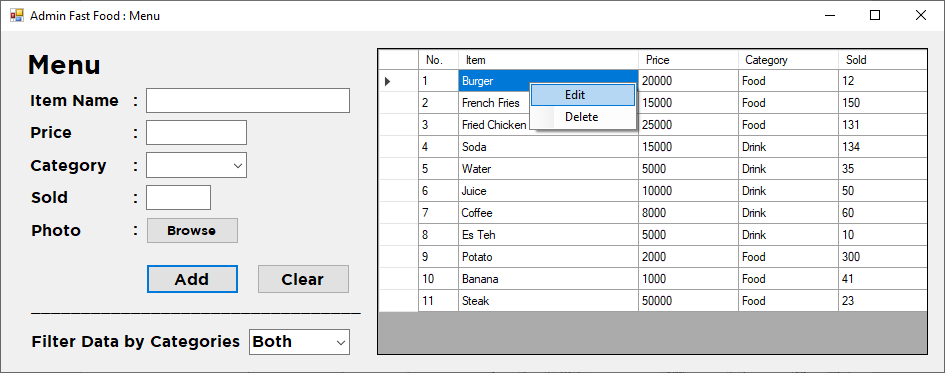 Admin Fast Food : Menu
Menu
Item Name :
Price :
Category :
Sold :
Photo : Browse
Add Clear
Filter Data by Categories Both
No. Item Price Category Sold
1 Burger 20000 Food 12
2 French Fries 15000 Food 150
3 Fried Chicken 25000 Food 131
4 Soda 15000 Drink 134
5 Water 5000 Drink 35
6 Juice 10000 Drink 50
7 Coffee 8000 Drink 60
8 Es Teh 5000 Drink 10
9 Potato 2000 Food 300
10 Banana 1000 Food 41
11 Steak 50000 Food 23
Edit
Delete